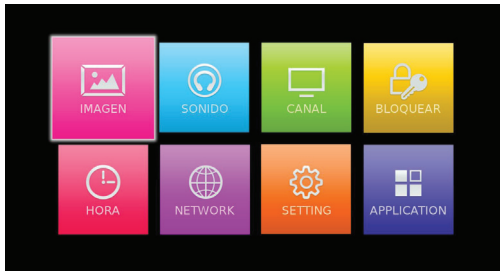 IMAGEN
SONIDO
CANAL
BLOQUEAR
HORA
NETWORK
SETTING
APPLICATION